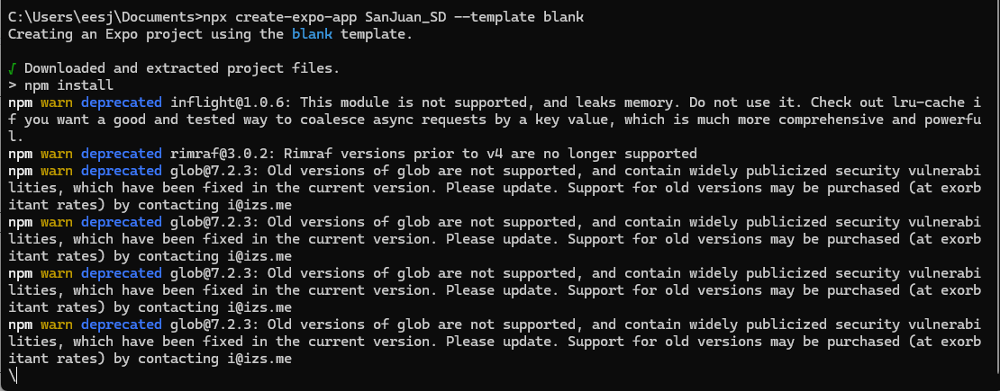 C:\Users\eesj\Documents>npx create-expo-app SanJuan_SD --template blank
Creating an Expo project using the blank template.
√ Downloaded and extracted project files.
> npm install
npm warn deprecated inflight@1.0.6: This module is not supported, and leaks memory. Do not use it. Check out lru-cache i
f you want a good and tested way to coalesce async requests by a key value, which is much more comprehensive and powerfu
l.
npm warn deprecated rimraf@3.0.2: Rimraf versions prior to v4 are no longer supported
npm warn deprecated glob@7.2.3: Old versions of glob are not supported, and contain widely publicized security vulnerabi
lities, which have been fixed in the current version. Please update. Support for old versions may be purchased (at exorb
itant rates) by contacting i@izs.me
npm warn deprecated glob@7.2.3: Old versions of glob are not supported, and contain widely publicized security vulnerabi
lities, which have been fixed in the current version. Please update. Support for old versions may be purchased (at exorb
itant rates) by contacting i@izs.me
npm warn deprecated glob@7.2.3: Old versions of glob are not supported, and contain widely publicized security vulnerabi
lities, which have been fixed in the current version. Please update. Support for old versions may be purchased (at exorb
itant rates) by contacting i@izs.me
npm warn deprecated glob@7.2.3: Old versions of glob are not supported, and contain widely publicized security vulnerabi
lities, which have been fixed in the current version. Please update. Support for old versions may be purchased (at exorb
itant rates) by contacting i@izs.me
\